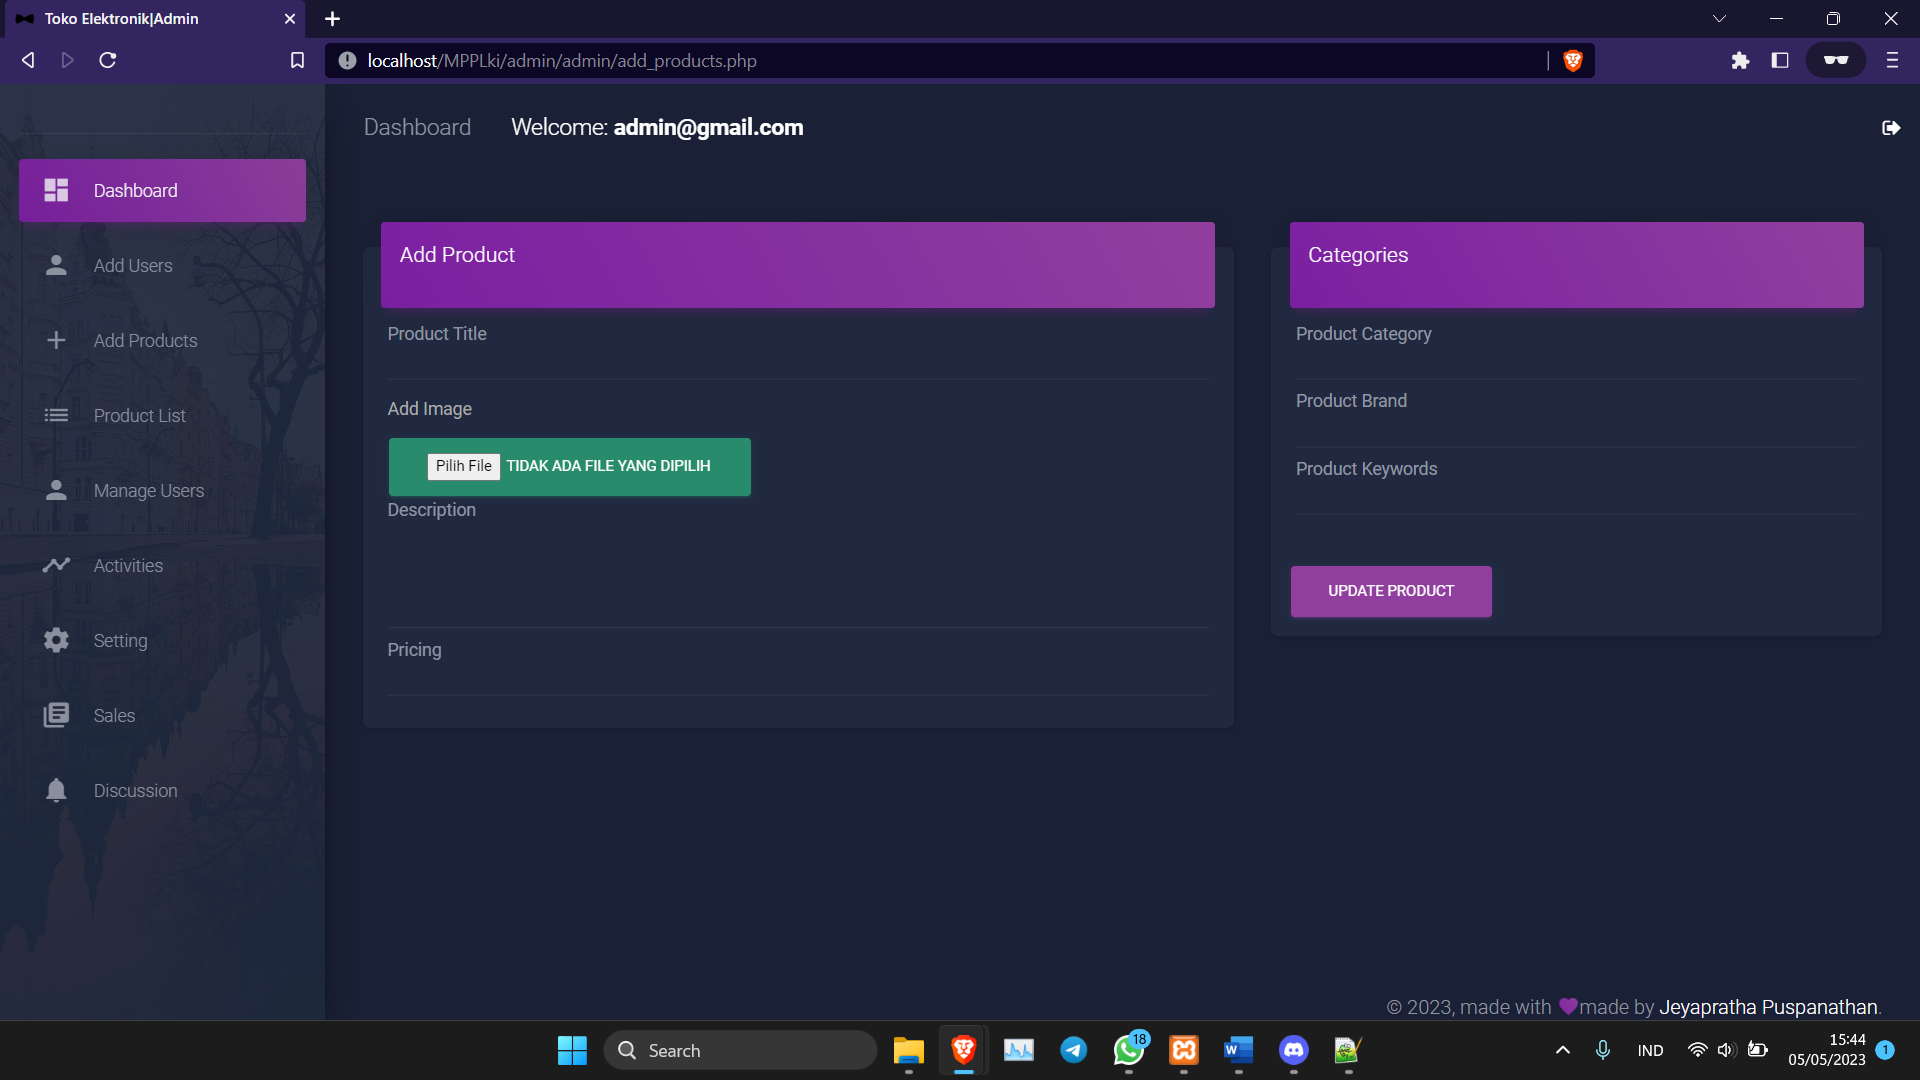 Toko Elektronik|Admin
localhost/MPPLki/admin/admin/add_products.php
Dashboard
Welcome: admin@gmail.com
Dashboard
Add Users
Add Products
Product List
Manage Users
Activities
Setting
Sales
Discussion
Add Product
Product Title
Add Image
Pilih File TIDAK ADA FILE YANG DIPILIH
Description
Pricing
Categories
Product Category
Product Brand
Product Keywords
UPDATE PRODUCT
© 2023, made with made by Jeyapratha Puspanathan.
Search
18
W
IND
15:44
05/05/2023
1